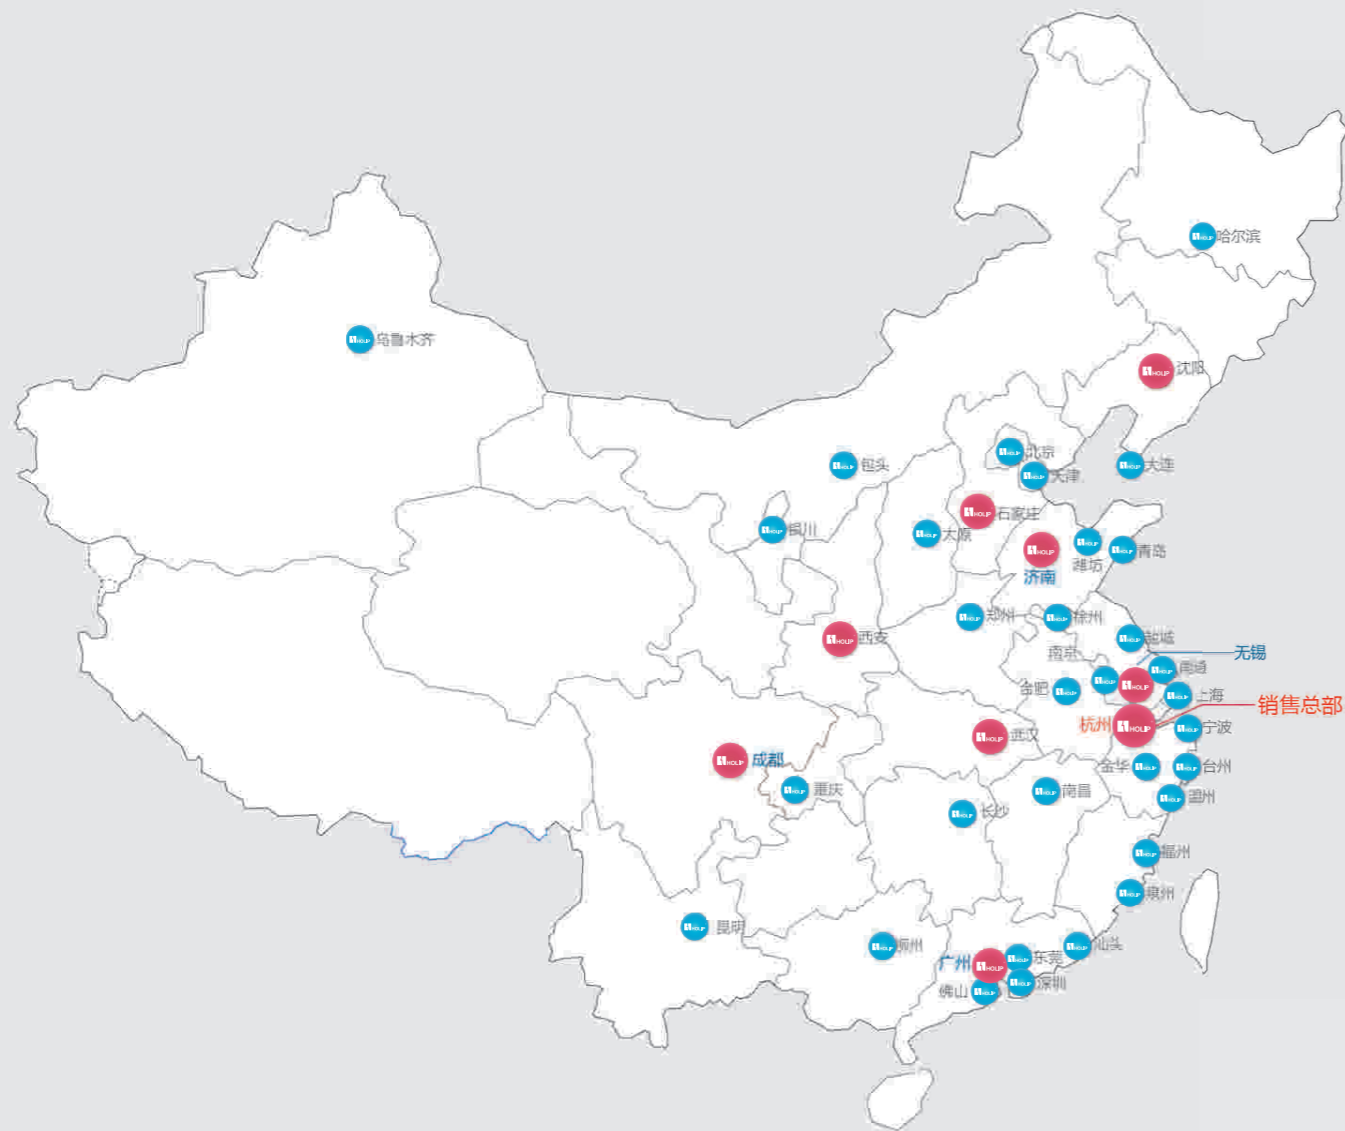 哈尔滨
乌鲁木齐
沈阳
北京
包头
天津
大连
石家庄
银川
太原
青岛
潍坊
济南
郑州
徐州
盐城
西安
南京
无锡
南通
合肥
上海
销售总部
杭州
宁波
武汉
成都
金华
台州
重庆
南昌
温州
长沙
福州
泉州
昆明
柳州
汕头
广州
东莞
深圳
佛山
HOLIP